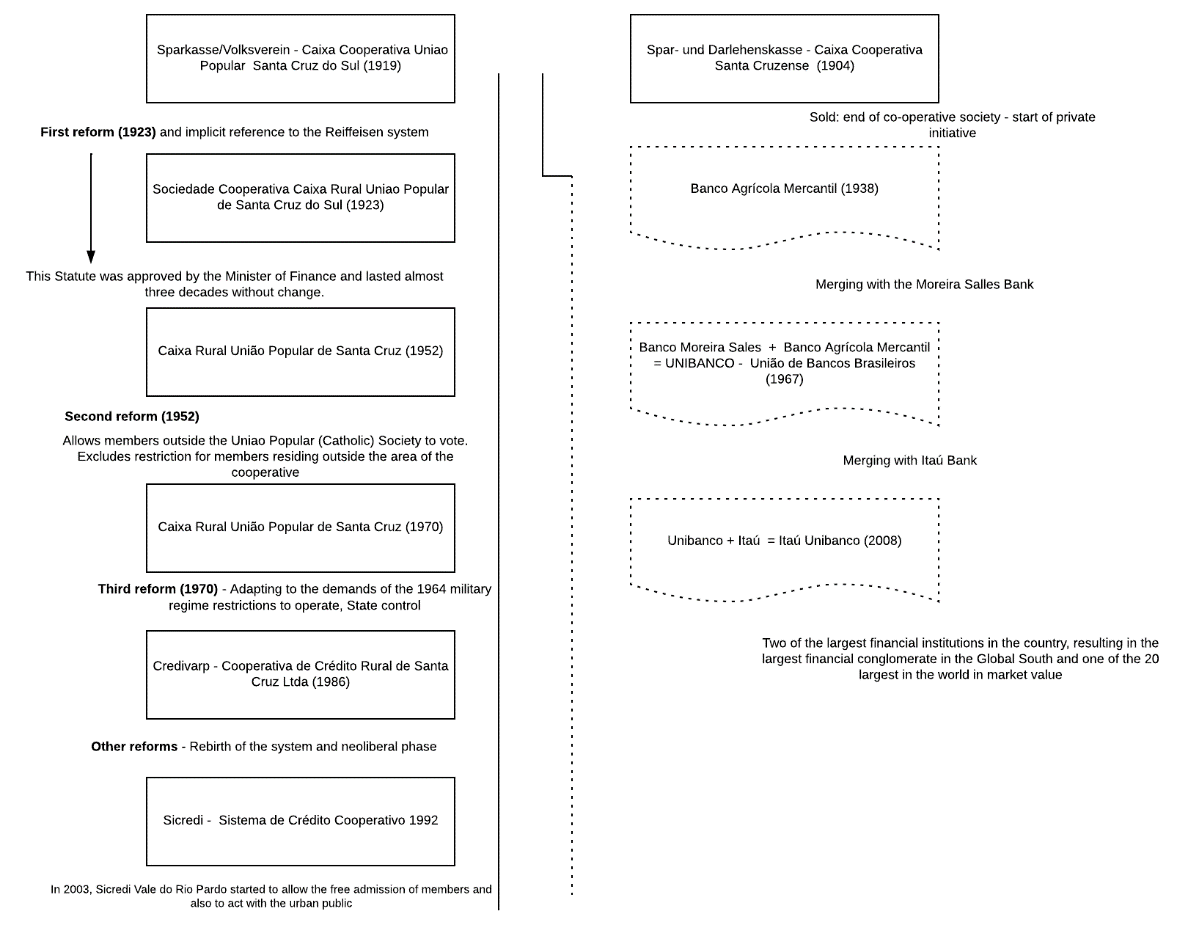 Sparkasse/Volksverein - Caixa Cooperativa Uniao
Popular  Santa Cruz do Sul (1919)
First reform (1923) and implicit reference to the Reiffeisen system
Sociedade Cooperativa Caixa Rural Uniao Popular
de Santa Cruz do Sul (1923)
This Statute was approved by the Minister of Finance and lasted almost
three decades without change.
Caixa Rural União Popular de Santa Cruz (1952)
Second reform (1952)
Allows members outside the Uniao Popular (Catholic) Society to vote.
Excludes restriction for members residing outside the area of the
cooperative
Caixa Rural União Popular de Santa Cruz (1970)
Third reform (1970) - Adapting to the demands of the 1964 military
regime restrictions to operate, State control
Credivarp - Cooperativa de Crédito Rural de Santa
Cruz Ltda (1986)
Other reforms - Rebirth of the system and neoliberal phase
Sicredi -  Sistema de Crédito Cooperativo 1992
In 2003, Sicredi Vale do Rio Pardo started to allow the free admission of members and
also to act with the urban public
Spar- und Darlehenskasse - Caixa Cooperativa
Santa Cruzense  (1904)
Sold: end of co-operative society - start of private
initiative
Banco Agrícola Mercantil (1938)
Merging with the Moreira Salles Bank
Banco Moreira Sales  +  Banco Agrícola Mercantil
= UNIBANCO -  União de Bancos Brasileiros
(1967)
Merging with Itaú Bank
Unibanco + Itaú  = Itaú Unibanco (2008)
Two of the largest financial institutions in the country, resulting in the
largest financial conglomerate in the Global South and one of the 20
largest in the world in market value